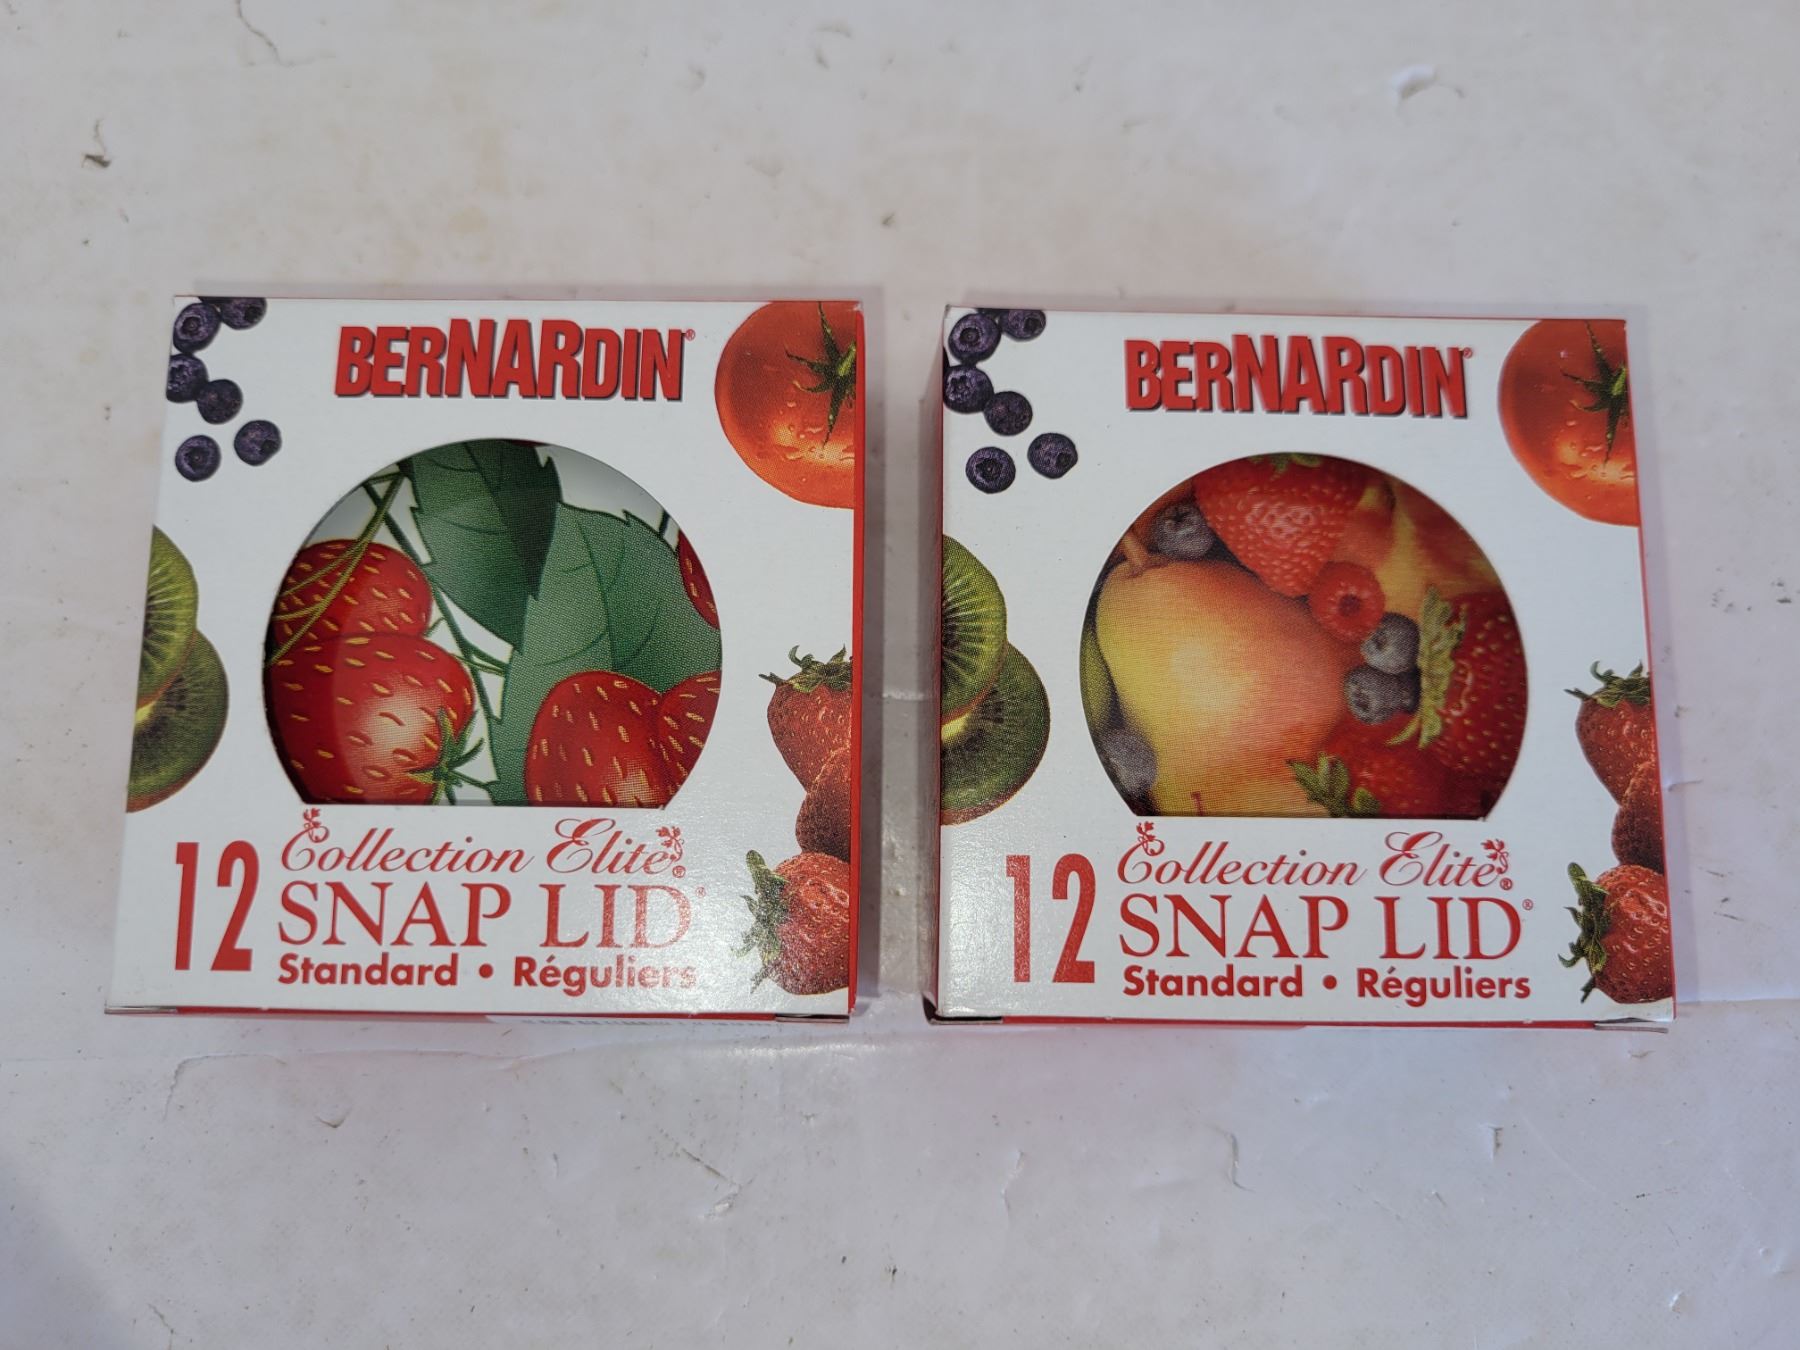 BERNARDIN®
12
Collection Elite®
SNAP LID®
Standard • Réguliers
BERNARDIN®
12
Collection Elite®
SNAP LID®
Standard • Réguliers